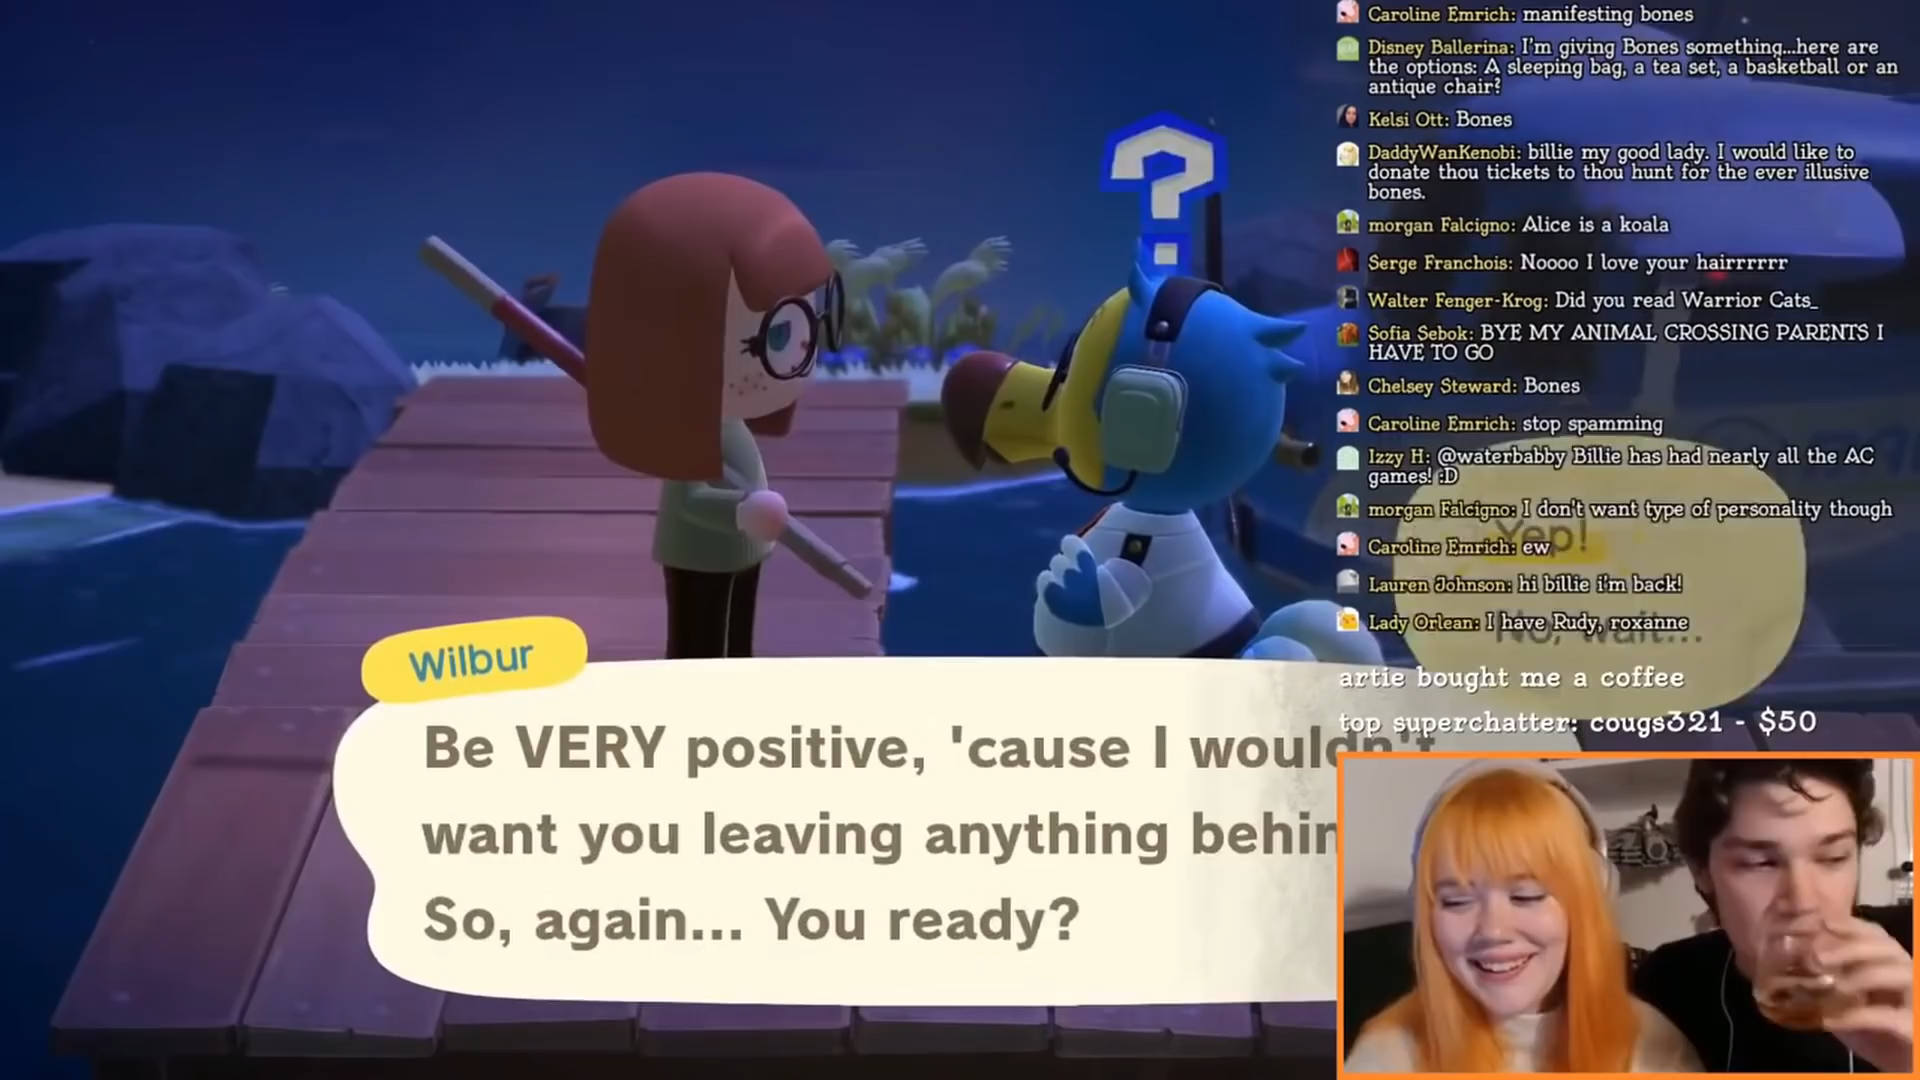 Caroline Emrich: manifesting bones
Disney Ballerina: I'm giving Bones something...here are
the options: A sleeping bag, a tea set, a basketball or an
antique chair?
Kelsi Ott: Bones
DaddyWanKenobi: billie my good lady. I would like to
donate thou tickets to thou hunt for the ever illusive
bones.
morgan Falcigno: Alice is a koala
Serge Franchois: Noooo I love your hairrrrrr
Walter Fenger-Krog: Did you read Warrior Cats_
Sofia Sebok: BYE MY ANIMAL CROSSING PARENTS I
HAVE TO GO
Chelsey Steward: Bones
Caroline Emrich: stop spamming
Izzy H: @waterbabby Billie has had nearly all the AC
games! :D
morgan Falcigno: I don't want type of personality though
Caroline Emrich: ew
Lauren Johnson: hi billie i'm back!
Lady Orlean: I have Rudy, roxanne
Yep!
No, wait...
artie bought me a coffee
top superchatter: cougs321 - $50
Wilbur
Be VERY positive, 'cause I wouldn't
want you leaving anything behin
So, again... You ready?